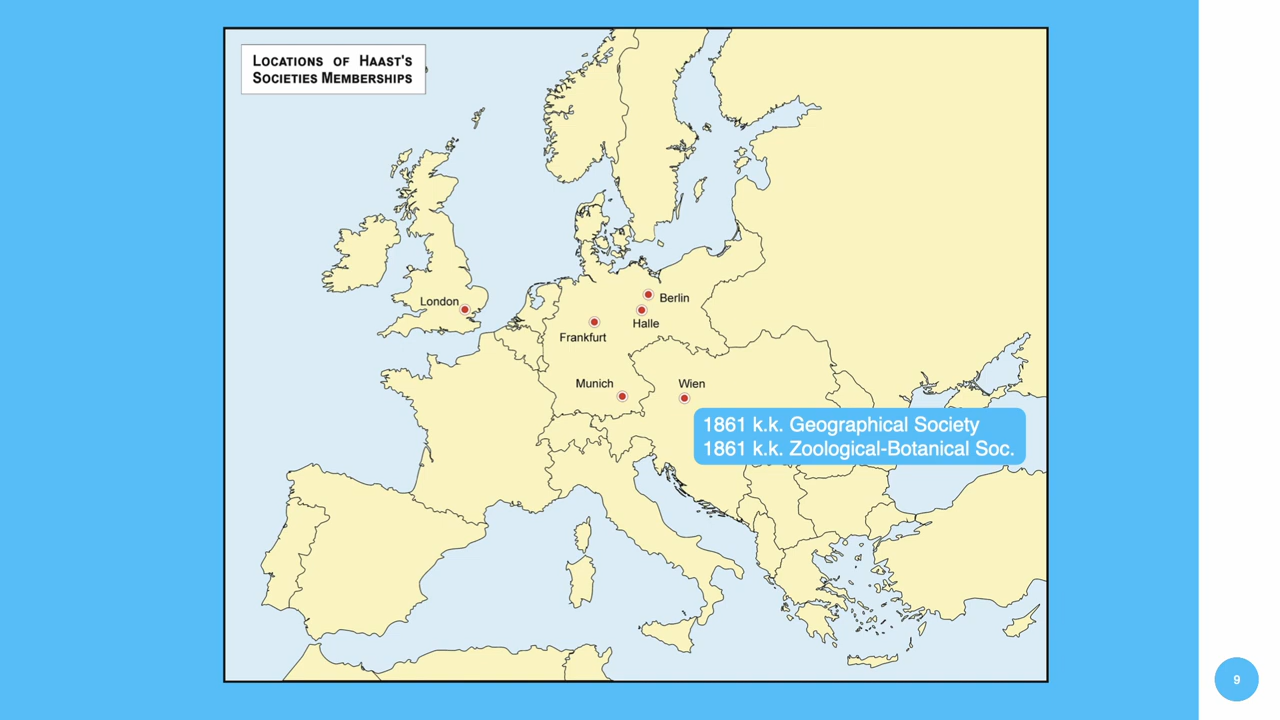 LOCATIONS OF HAAST'S
SOCIETIES MEMBERSHIPS
London
Berlin
Halle
Frankfurt
Munich
Wien
1861 k.k. Geographical Society
1861 k.k. Zoological-Botanical Soc.
9